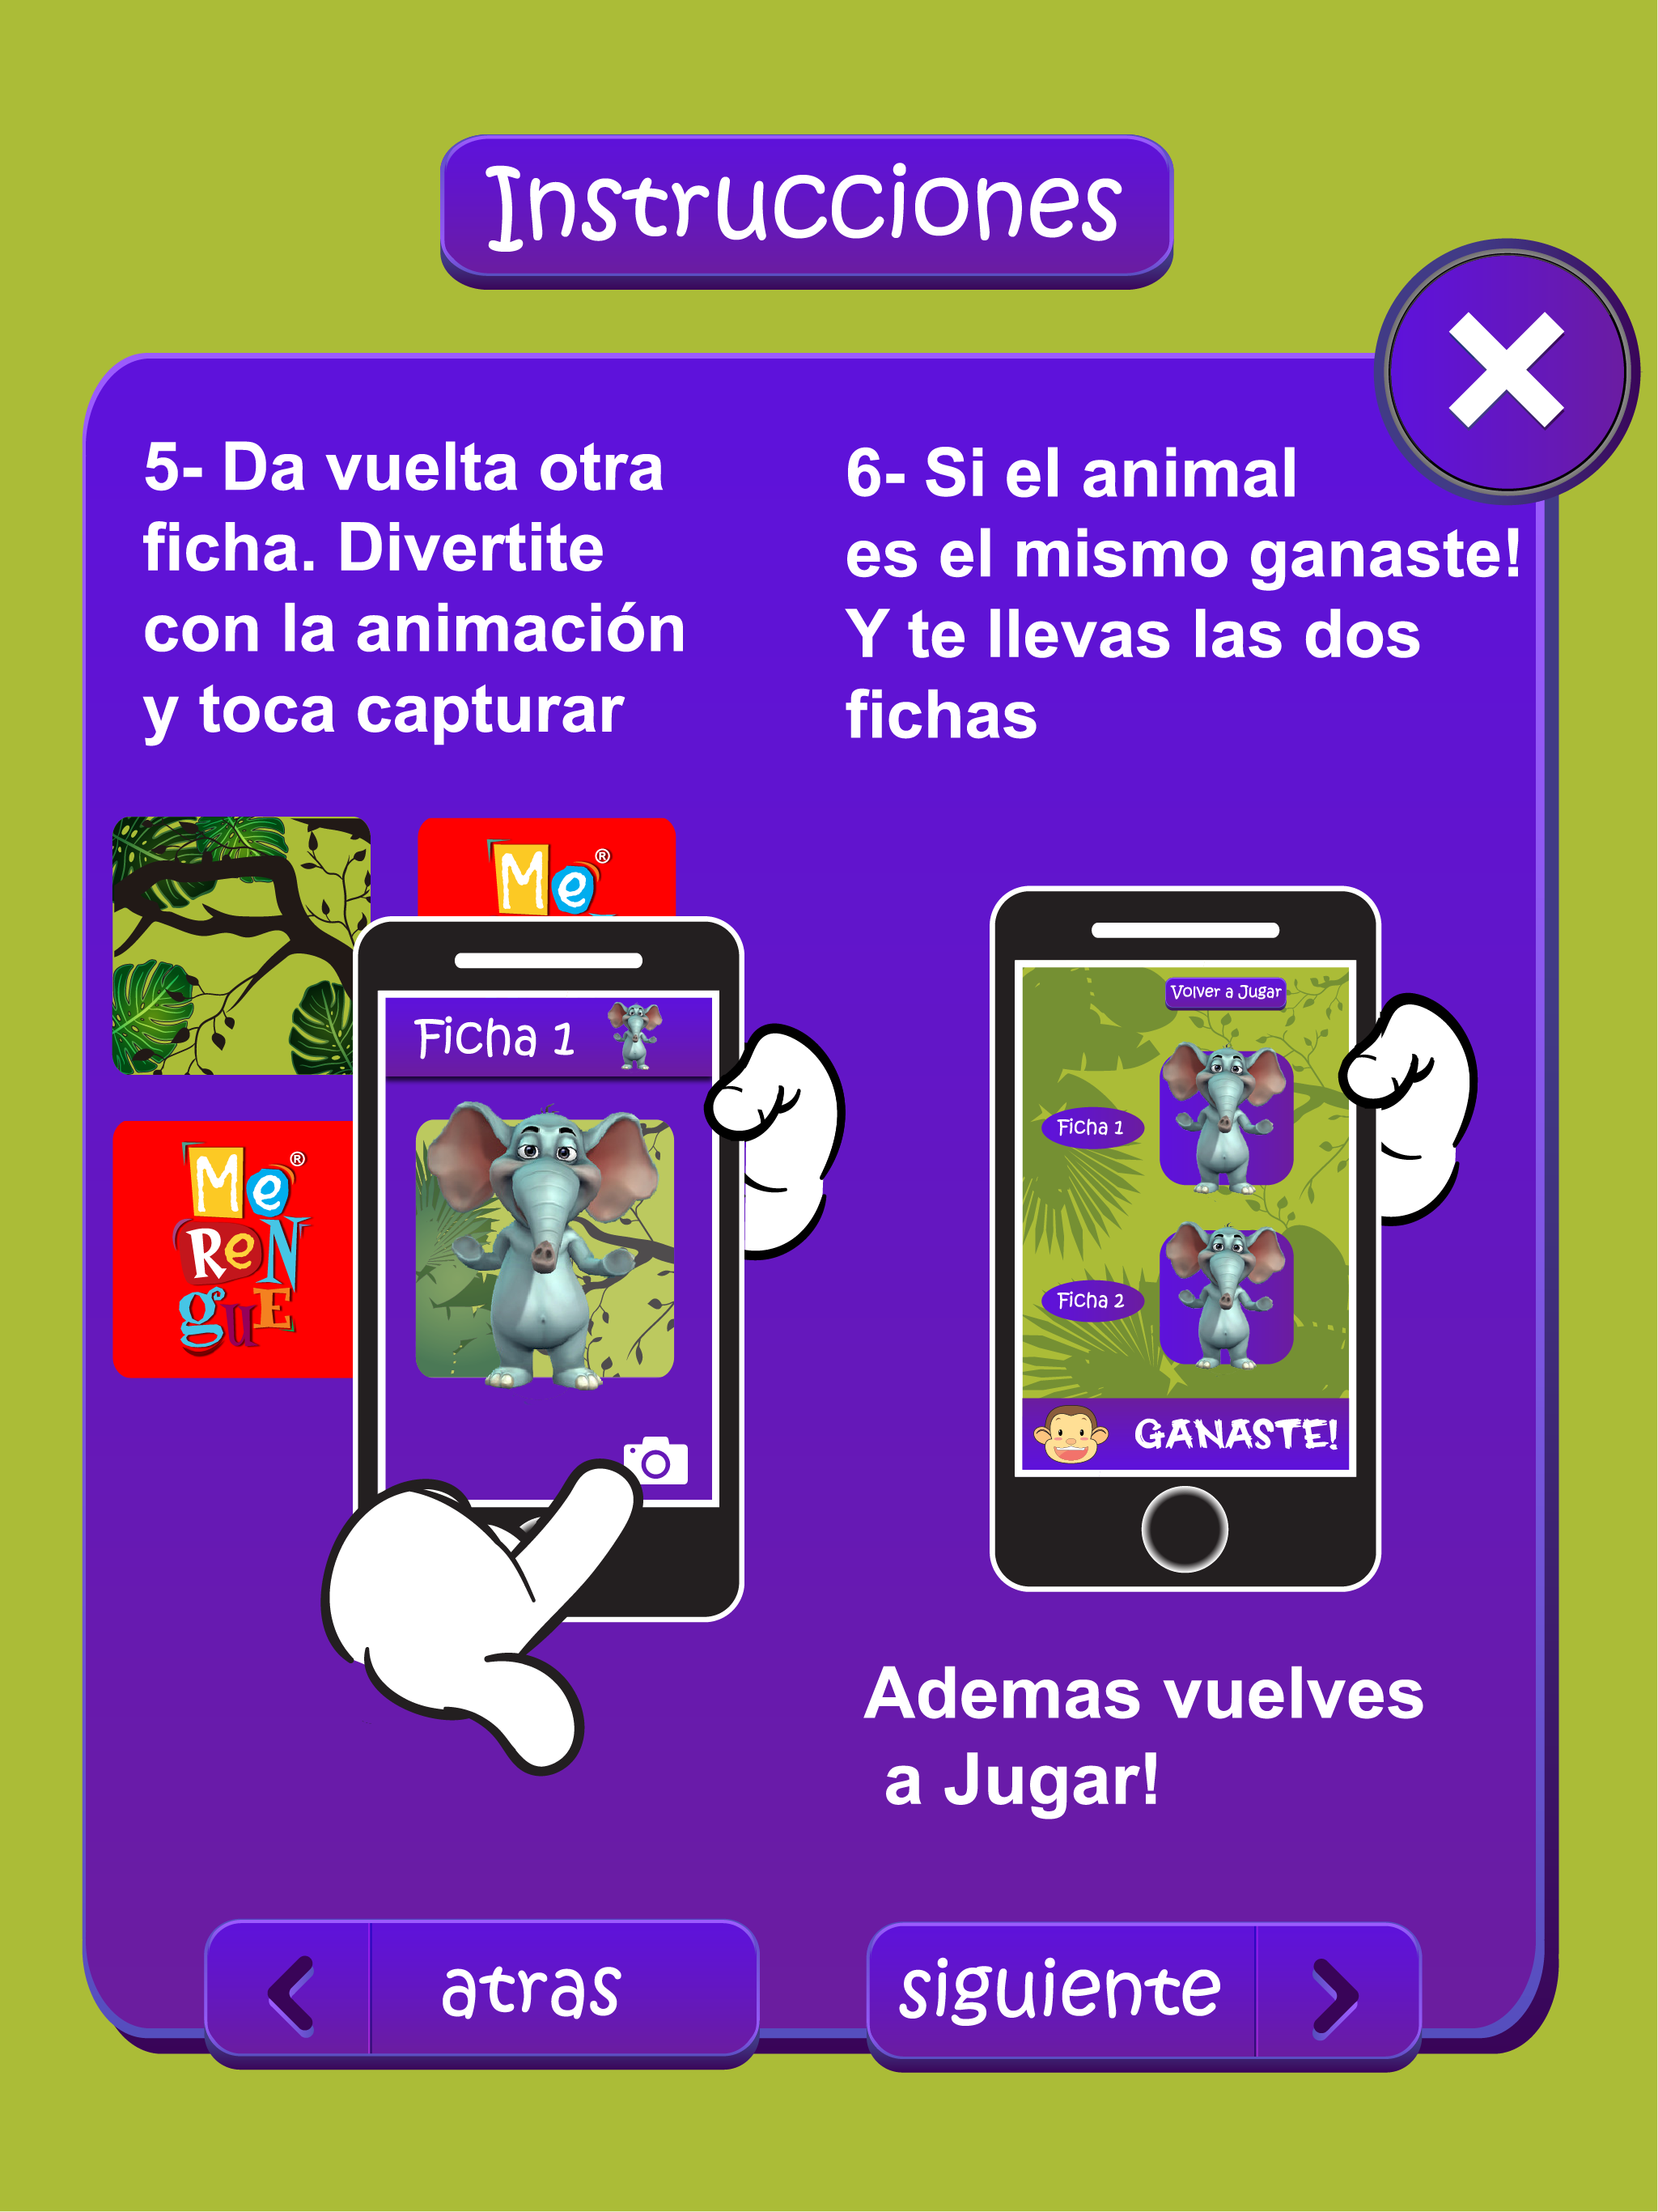 Instrucciones
5- Da vuelta otra
ficha. Divertite
con la animación
y toca capturar
6- Si el animal
es el mismo ganaste!
Y te llevas las dos
fichas
Me®
Me®
ReN
guE
Ficha 1
Volver a Jugar
Ficha 1
Ficha 2
GANASTE!
Ademas vuelves
a Jugar!
atras
siguiente